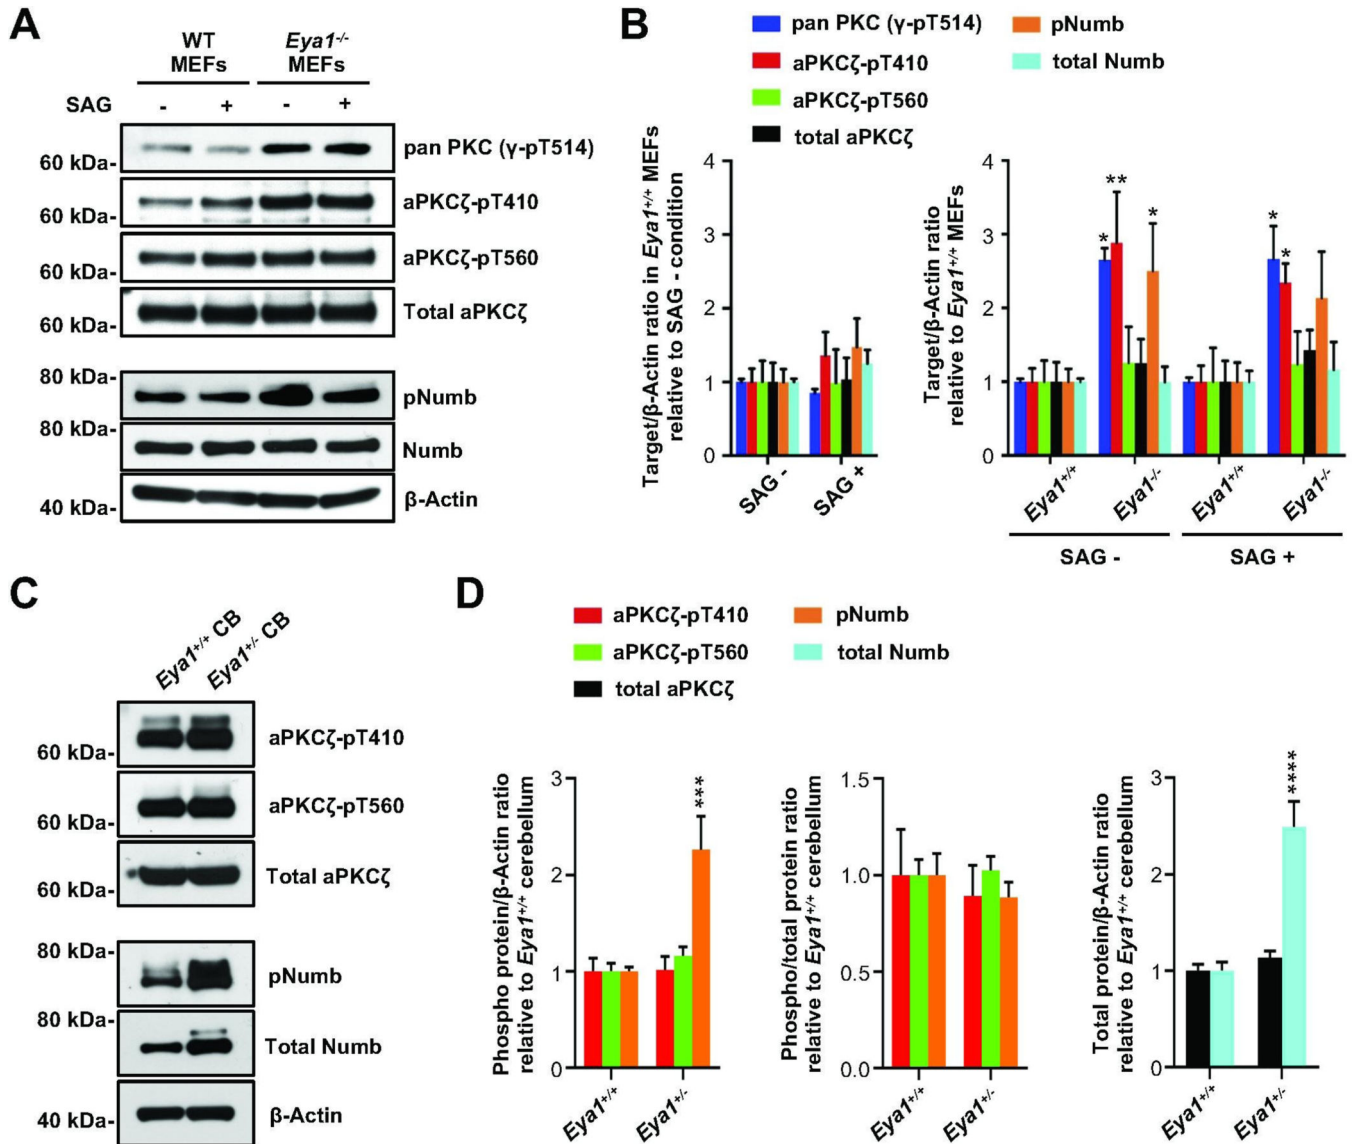 A
WT
MEFs
Eya1-/-
MEFs
SAG
-
+
-
+
60 kDa-
pan PKC (γ-pT514)
60 kDa-
aPKCζ-pT410
60 kDa-
aPKCζ-pT560
60 kDa-
Total aPKCζ
80 kDa-
pNumb
80 kDa-
Numb
40 kDa-
β-Actin
B
pan PKC (γ-pT514)
aPKCζ-pT410
aPKCζ-pT560
total aPKCζ
pNumb
total Numb
Target/β-Actin ratio in Eya1+/+ MEFs
relative to SAG - condition
4
3
2
1
0
SAG -
SAG +
Target/β-Actin ratio
relative to Eya1+/+ MEFs
4
3
2
1
0
*
**
*
*
*
Eya1+/+
Eya1-/-
Eya1+/+
Eya1-/-
SAG -
SAG +
C
Eya1+/+ CB
Eya1+/- CB
60 kDa-
aPKCζ-pT410
60 kDa-
aPKCζ-pT560
60 kDa-
Total aPKCζ
80 kDa-
pNumb
80 kDa-
Total Numb
40 kDa-
β-Actin
D
aPKCζ-pT410
aPKCζ-pT560
total aPKCζ
pNumb
total Numb
Phospho protein/β-Actin ratio
relative to Eya1+/+ cerebellum
3
2
1
0
***
Eya1+/+
Eya1+/-
Phospho/total protein ratio
relative to Eya1+/+ cerebellum
1.5
1.0
0.5
0.0
Eya1+/+
Eya1+/-
Total protein/β-Actin ratio
relative to Eya1+/+ cerebellum
3
2
1
0
****
Eya1+/+
Eya1+/-